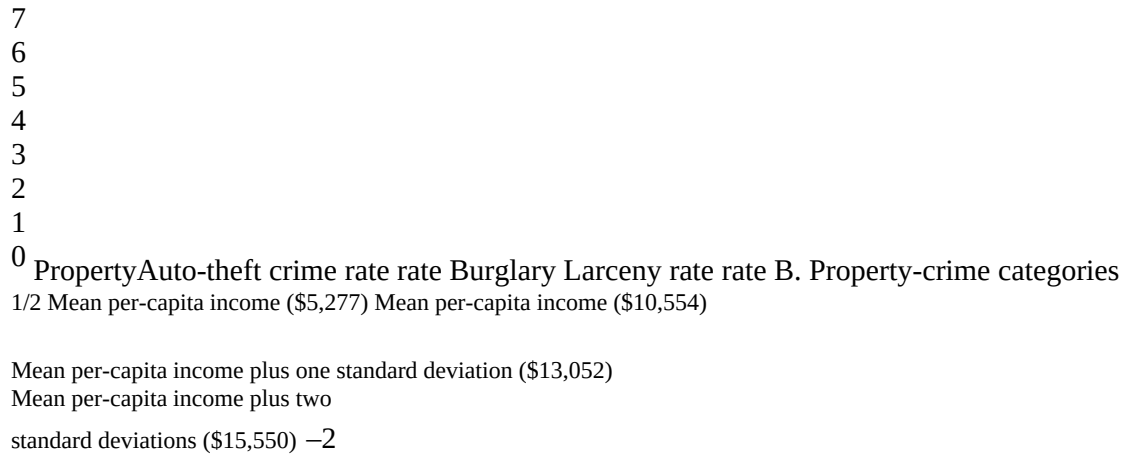 7
6
5
4
3
2
1
0 PropertyAuto-theft crime rate rate Burglary Larceny rate rate B. Property-crime categories
1/2 Mean per-capita income ($5,277) Mean per-capita income ($10,554)
Mean per-capita income plus one standard deviation ($13,052)
Mean per-capita income plus two
standard deviations ($15,550) –2